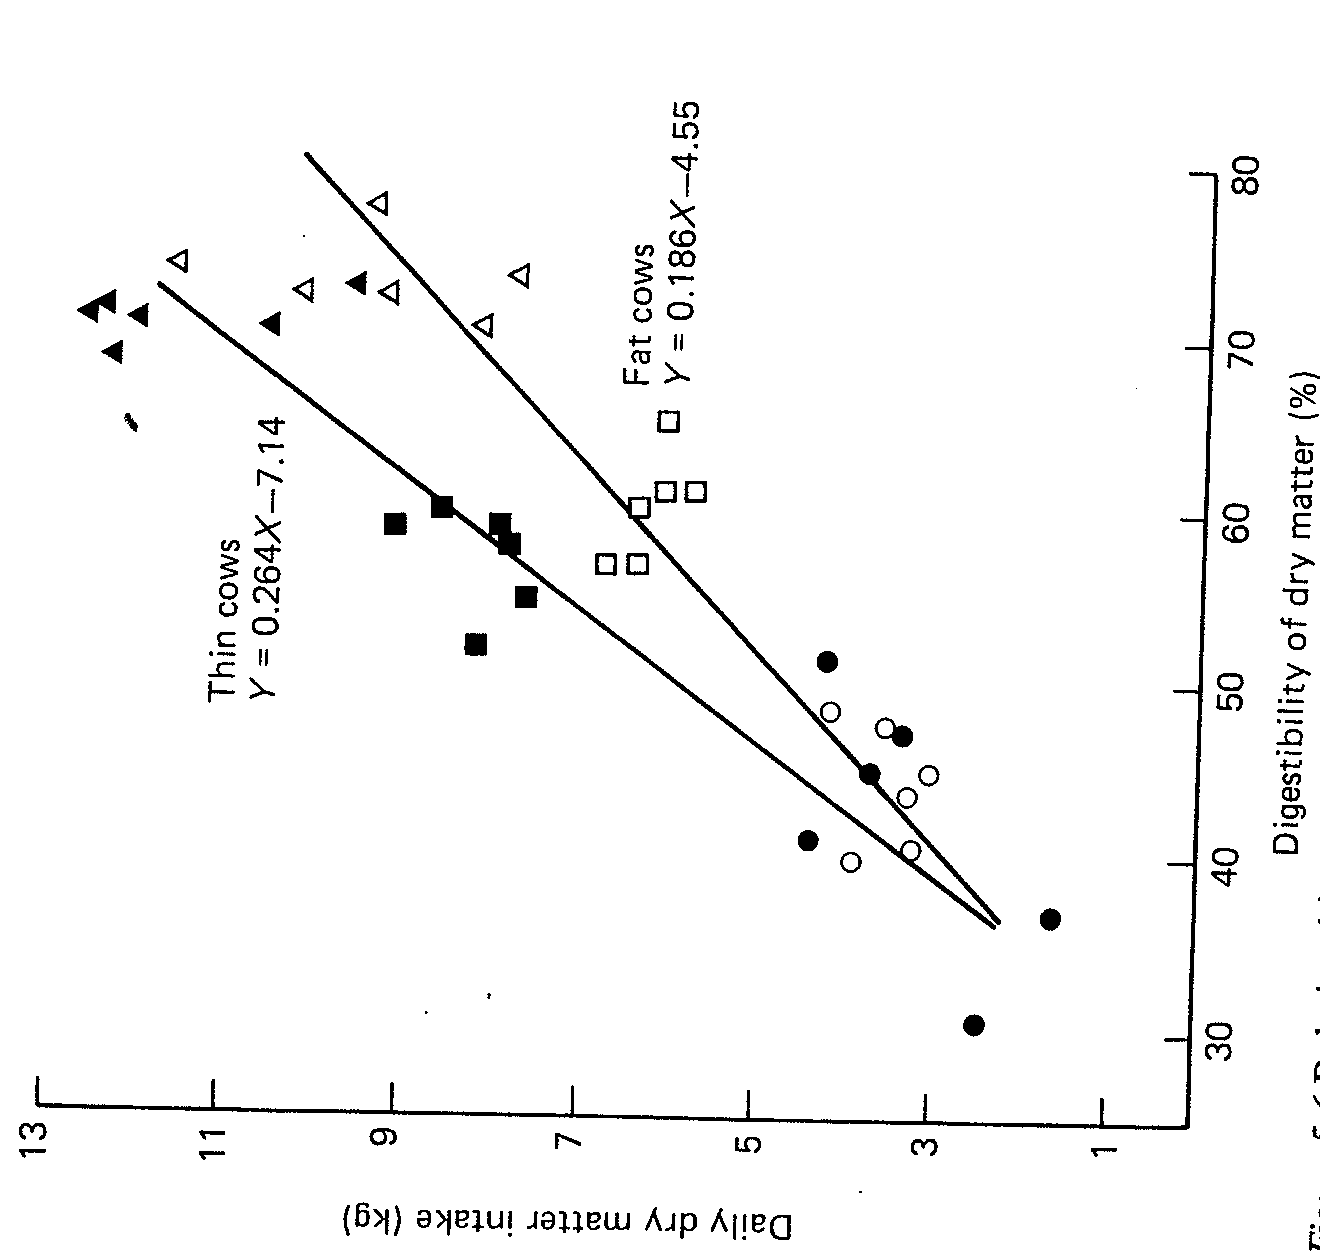 13
11
9
7
5
3
1
Daily dry matter intake (kg)
Thin cows
Y = 0.264X—7.14
Fat cows
Y = 0.186X—4.55
30
40
50
60
70
80
Digestibility of dry matter (%)